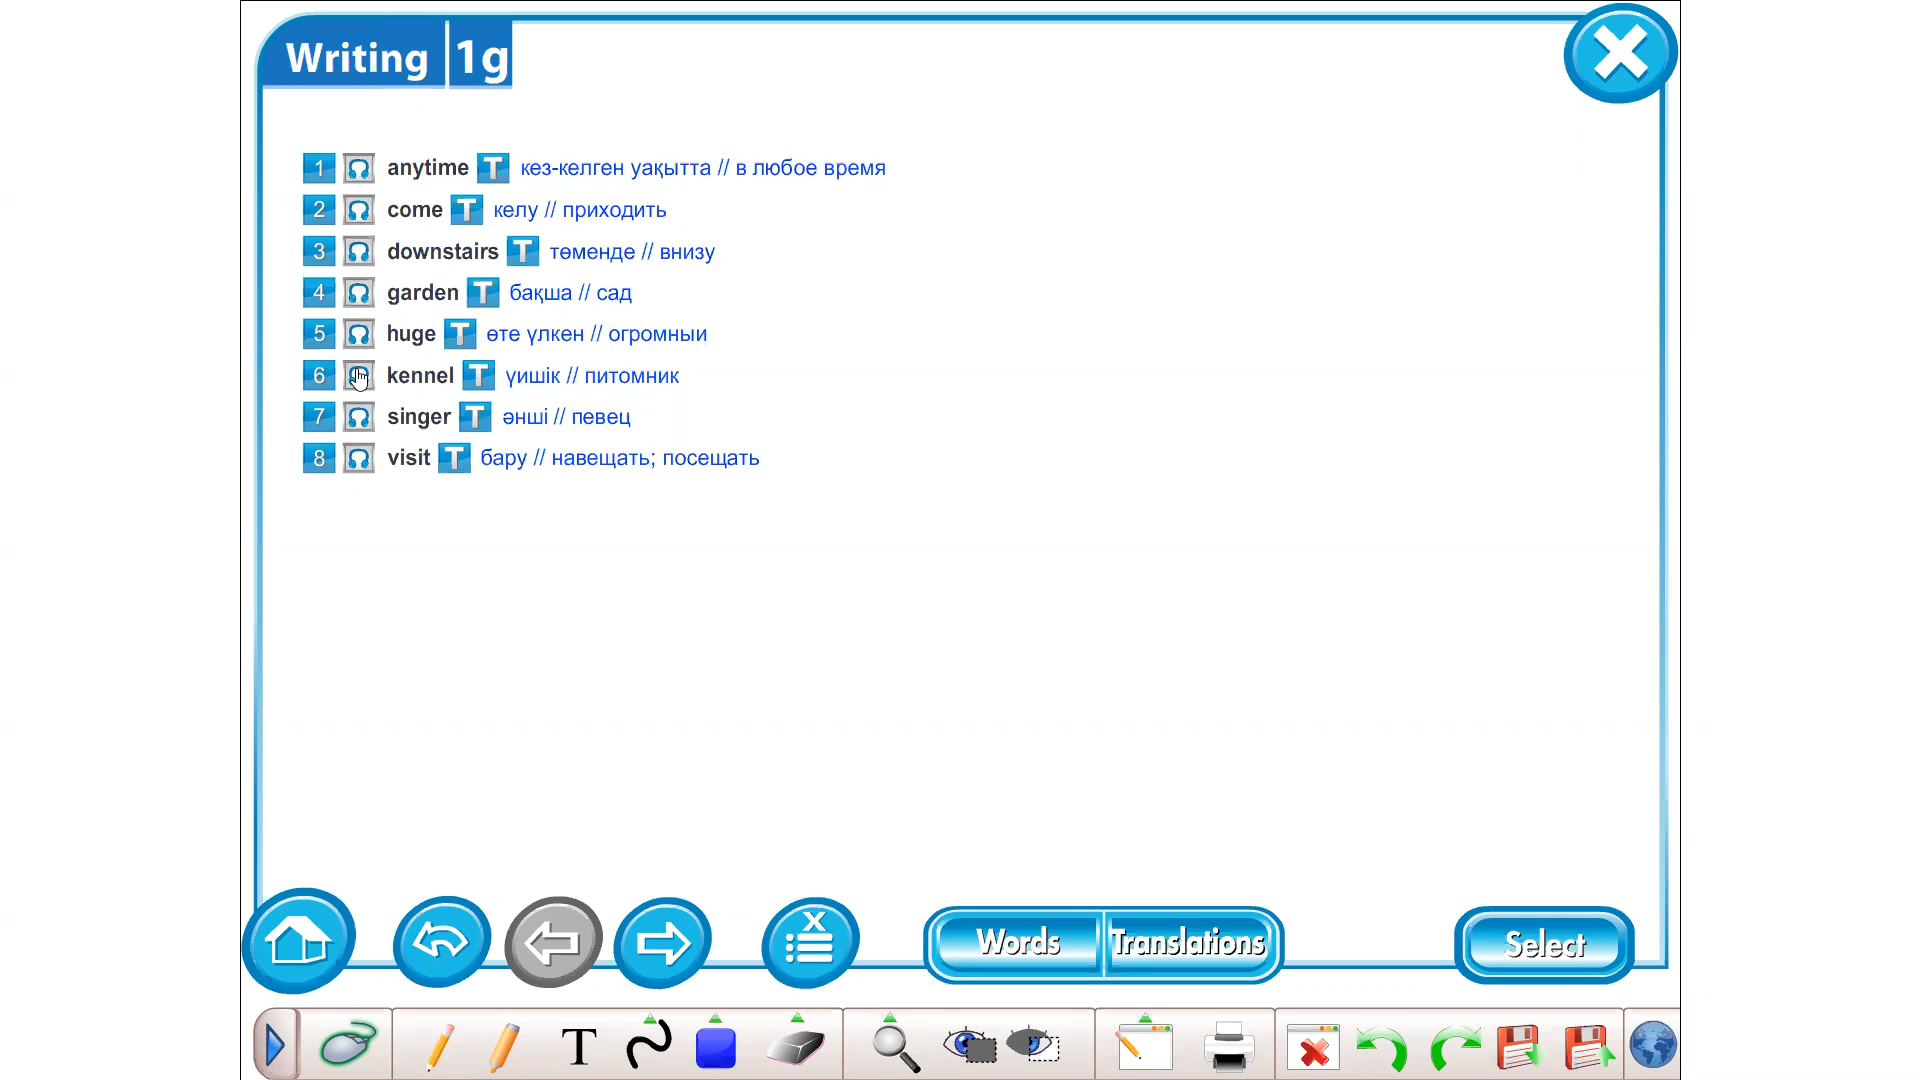 Writing 1g
1 anytime T кез-келген уақытта // в любое время
2 come T келу // приходить
3 downstairs T төменде // внизу
4 garden T бақша // сад
5 huge T өте үлкен // огромныи
6 kennel T үишік // питомник
7 singer T әнші // певец
8 visit T бару // навещать; посещать
X
Words Translations Select
T